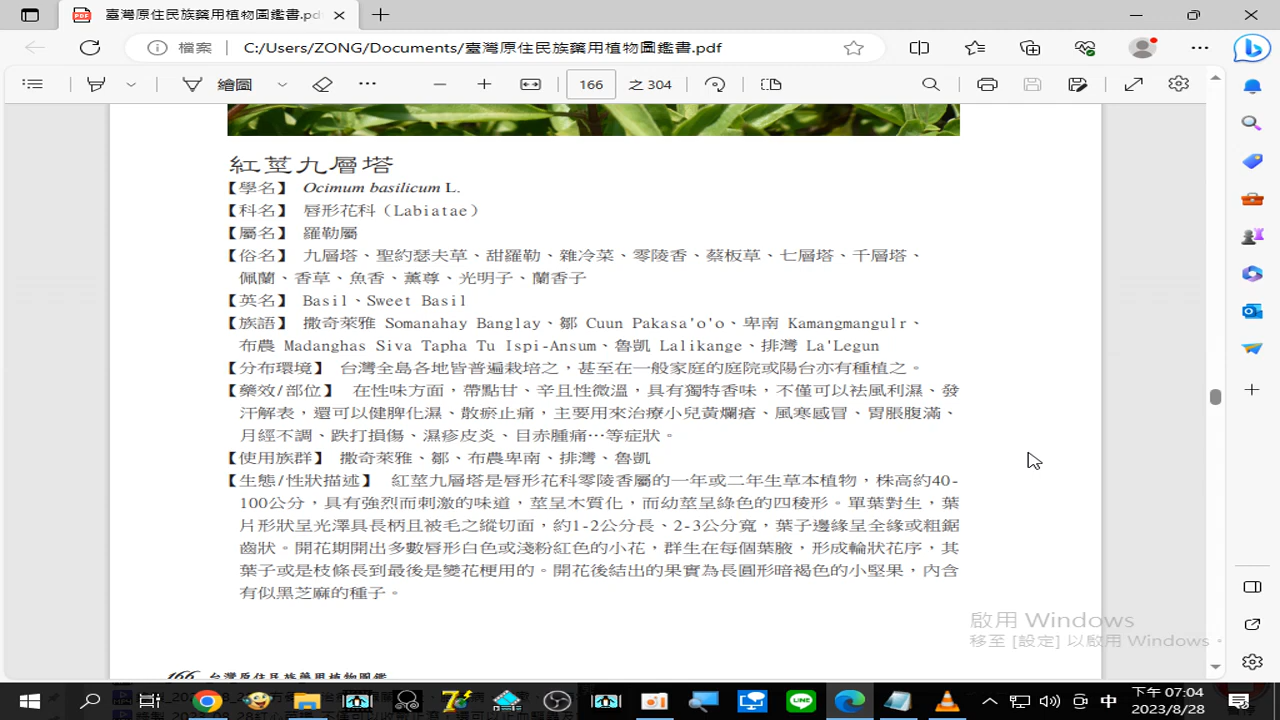 臺灣原住民族藥用植物圖鑑書.pdf
檔案 C:/Users/ZONG/Documents/臺灣原住民族藥用植物圖鑑書.pdf
繪圖 166 之 304
紅莖九層塔
【學名】 Ocimum basilicum L.
【科名】 唇形花科（Labiatae）
【屬名】 羅勒屬
【俗名】 九層塔、聖約瑟夫草、甜羅勒、雜冷菜、零陵香、蔡板草、七層塔、千層塔、
佩蘭、香草、魚香、薰尊、光明子、蘭香子
【英名】 Basil、Sweet Basil
【族語】 撒奇萊雅 Somanahay Banglay、鄒 Cuun Pakasa'o'o、卑南 Kamangmangulr、
布農 Madanghas Siva Tapha Tu Ispi-Ansum、魯凱 Lalikange、排灣 La'Legun
【分布環境】 台灣全島各地皆普遍栽培之，甚至在一般家庭的庭院或陽台亦有種植之。
【藥效/部位】 在性味方面，帶點甘、辛且性微溫，具有獨特香味，不僅可以袪風利濕、發
汗解表，還可以健脾化濕、散瘀止痛，主要用來治療小兒黃爛瘡、風寒感冒、胃脹腹滿、
月經不調、跌打損傷、濕疹皮炎、目赤腫痛…等症狀。
【使用族群】 撒奇萊雅、鄒、布農卑南、排灣、魯凱
【生態/性狀描述】 紅莖九層塔是唇形花科零陵香屬的一年或二年生草本植物，株高約40-
100公分，具有強烈而刺激的味道，莖呈木質化，而幼莖呈綠色的四稜形。單葉對生，葉
片形狀呈光澤具長柄且被毛之縱切面，約1-2公分長、2-3公分寬，葉子邊緣呈全緣或粗鋸
齒狀。開花期開出多數唇形白色或淺粉紅色的小花，群生在每個葉腋，形成輪狀花序，其
葉子或是枝條長到最後是變花梗用的。開花後結出的果實為長圓形暗褐色的小堅果，內含
有似黑芝麻的種子。
啟用 Windows
移至 [設定] 以啟用 Windows。
166 台灣原住民族藥用植物圖鑑
中
下午 07:04
2023/8/28